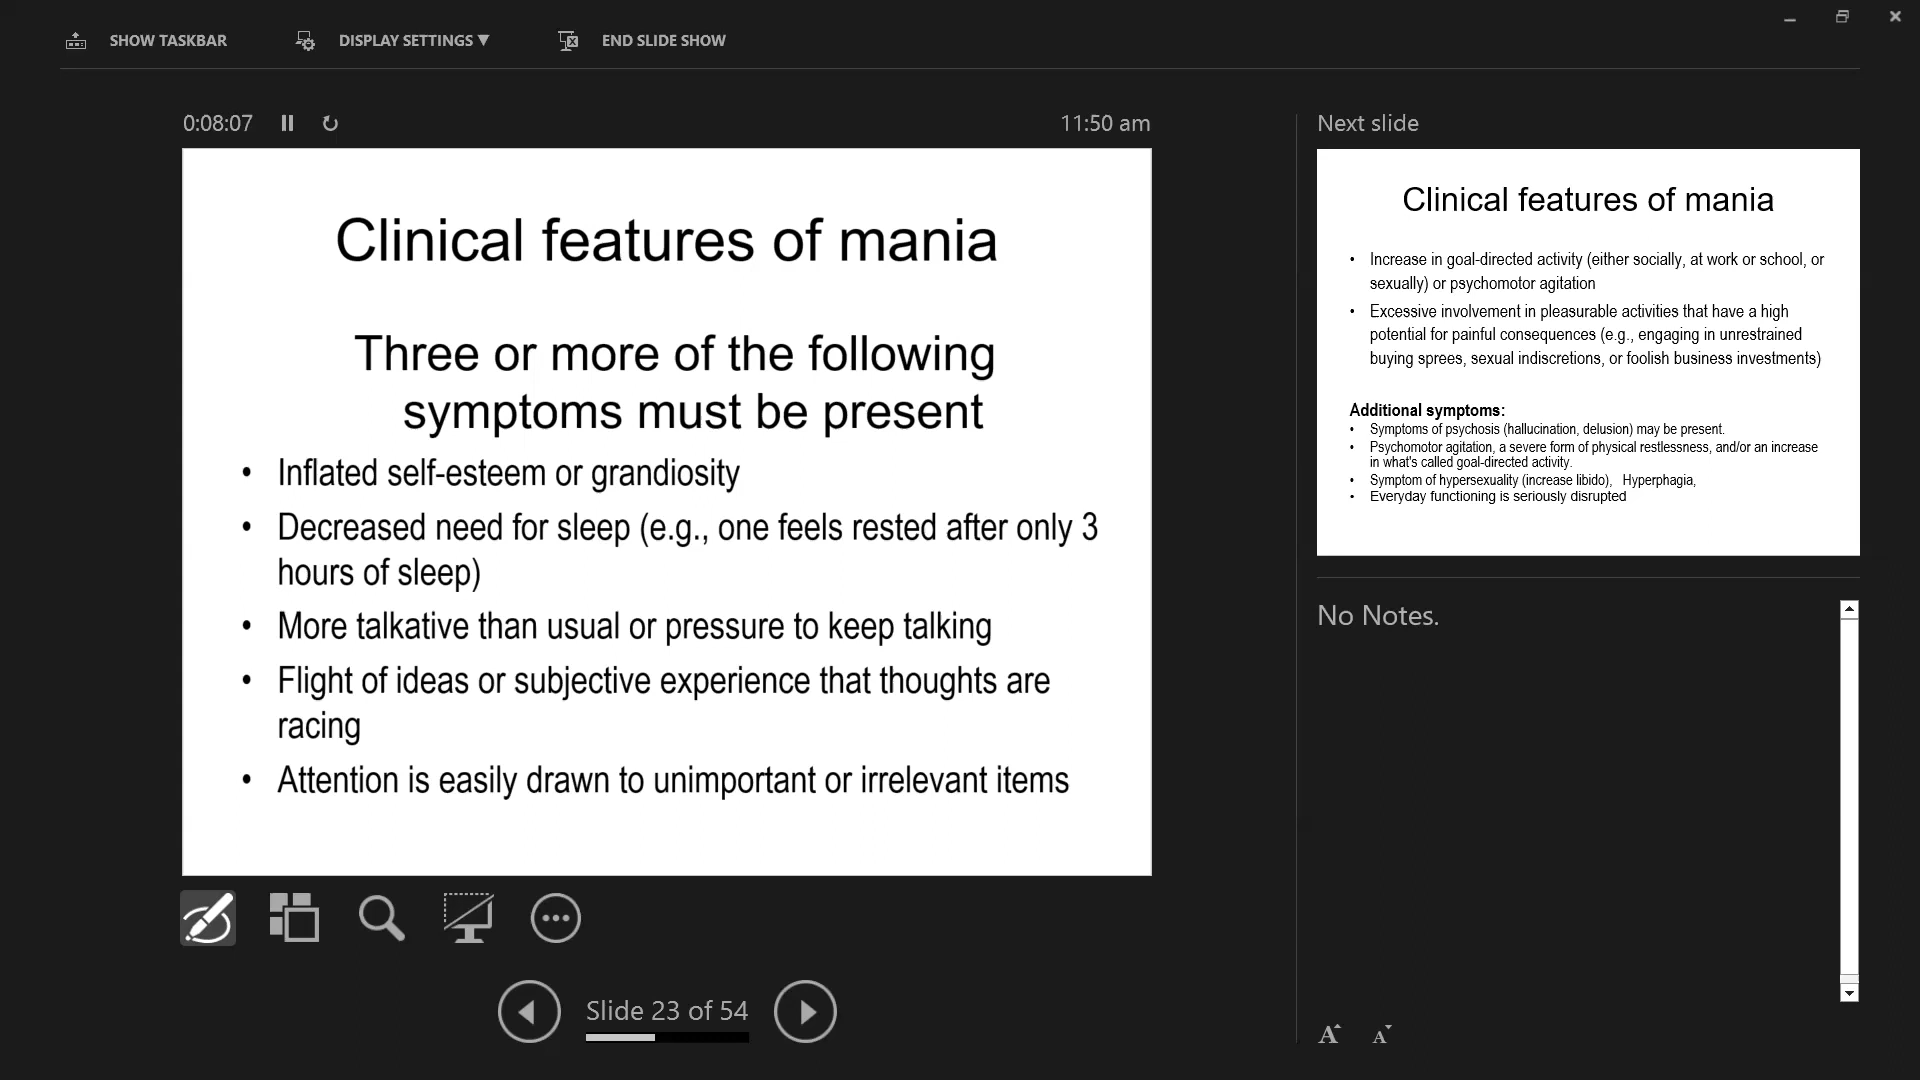 SHOW TASKBAR
DISPLAY SETTINGS ▼
END SLIDE SHOW
0:08:07
11:50 am
Clinical features of mania
Three or more of the following
symptoms must be present
• Inflated self-esteem or grandiosity
• Decreased need for sleep (e.g., one feels rested after only 3
hours of sleep)
• More talkative than usual or pressure to keep talking
• Flight of ideas or subjective experience that thoughts are
racing
• Attention is easily drawn to unimportant or irrelevant items
Slide 23 of 54
Next slide
Clinical features of mania
• Increase in goal-directed activity (either socially, at work or school, or
sexually) or psychomotor agitation
• Excessive involvement in pleasurable activities that have a high
potential for painful consequences (e.g., engaging in unrestrained
buying sprees, sexual indiscretions, or foolish business investments)
Additional symptoms:
• Symptoms of psychosis (hallucination, delusion) may be present.
• Psychomotor agitation, a severe form of physical restlessness, and/or an increase
in what's called goal-directed activity.
• Symptom of hypersexuality (increase libido), Hyperphagia,
• Everyday functioning is seriously disrupted
No Notes.
A A